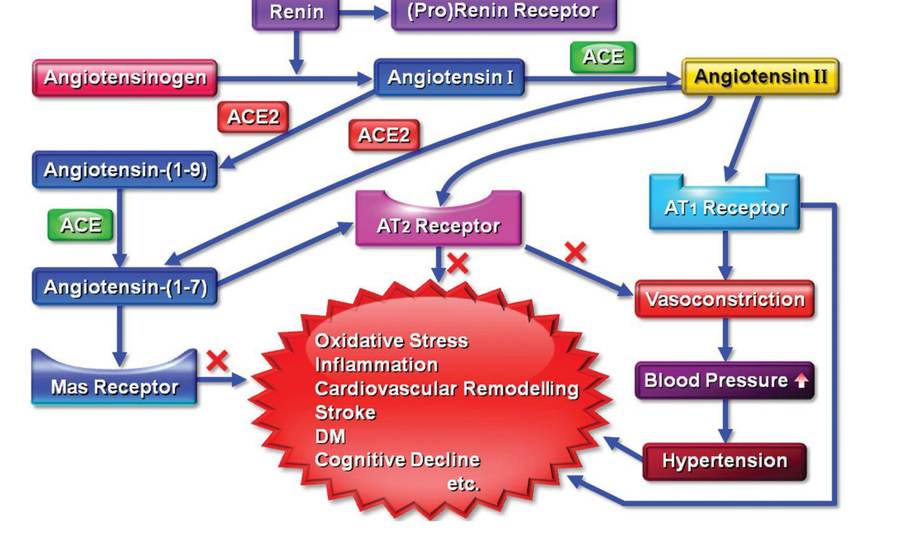 Renin
(Pro)Renin Receptor
Angiotensinogen
Angiotensin I
ACE
Angiotensin II
ACE2
ACE2
Angiotensin-(1-9)
ACE
AT2 Receptor
AT1 Receptor
Angiotensin-(1-7)
Vasoconstriction
Mas Receptor
Blood Pressure
Hypertension
Oxidative Stress
Inflammation
Cardiovascular Remodelling
Stroke
DM
Cognitive Decline
etc.